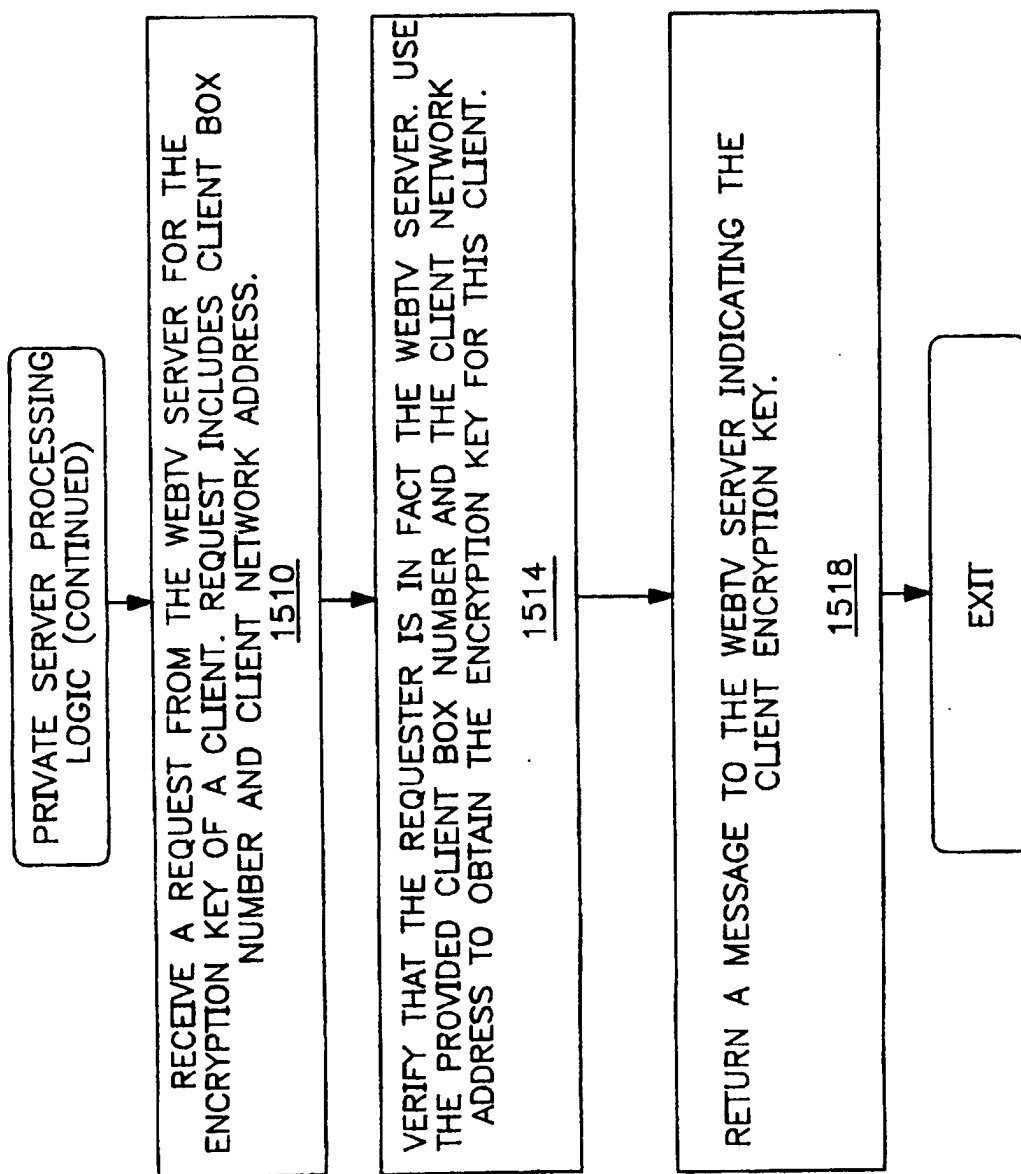 PRIVATE SERVER PROCESSING
LOGIC (CONTINUED)
RECEIVE A REQUEST FROM THE WEBTV SERVER FOR THE
ENCRYPTION KEY OF A CLIENT. REQUEST INCLUDES CLIENT BOX
NUMBER AND CLIENT NETWORK ADDRESS.
1510
VERIFY THAT THE REQUESTER IS IN FACT THE WEBTV SERVER. USE
THE PROVIDED CLIENT BOX NUMBER AND THE CLIENT NETWORK
ADDRESS TO OBTAIN THE ENCRYPTION KEY FOR THIS CLIENT.
1514
RETURN A MESSAGE TO THE WEBTV SERVER INDICATING THE
CLIENT ENCRYPTION KEY.
1518
EXIT